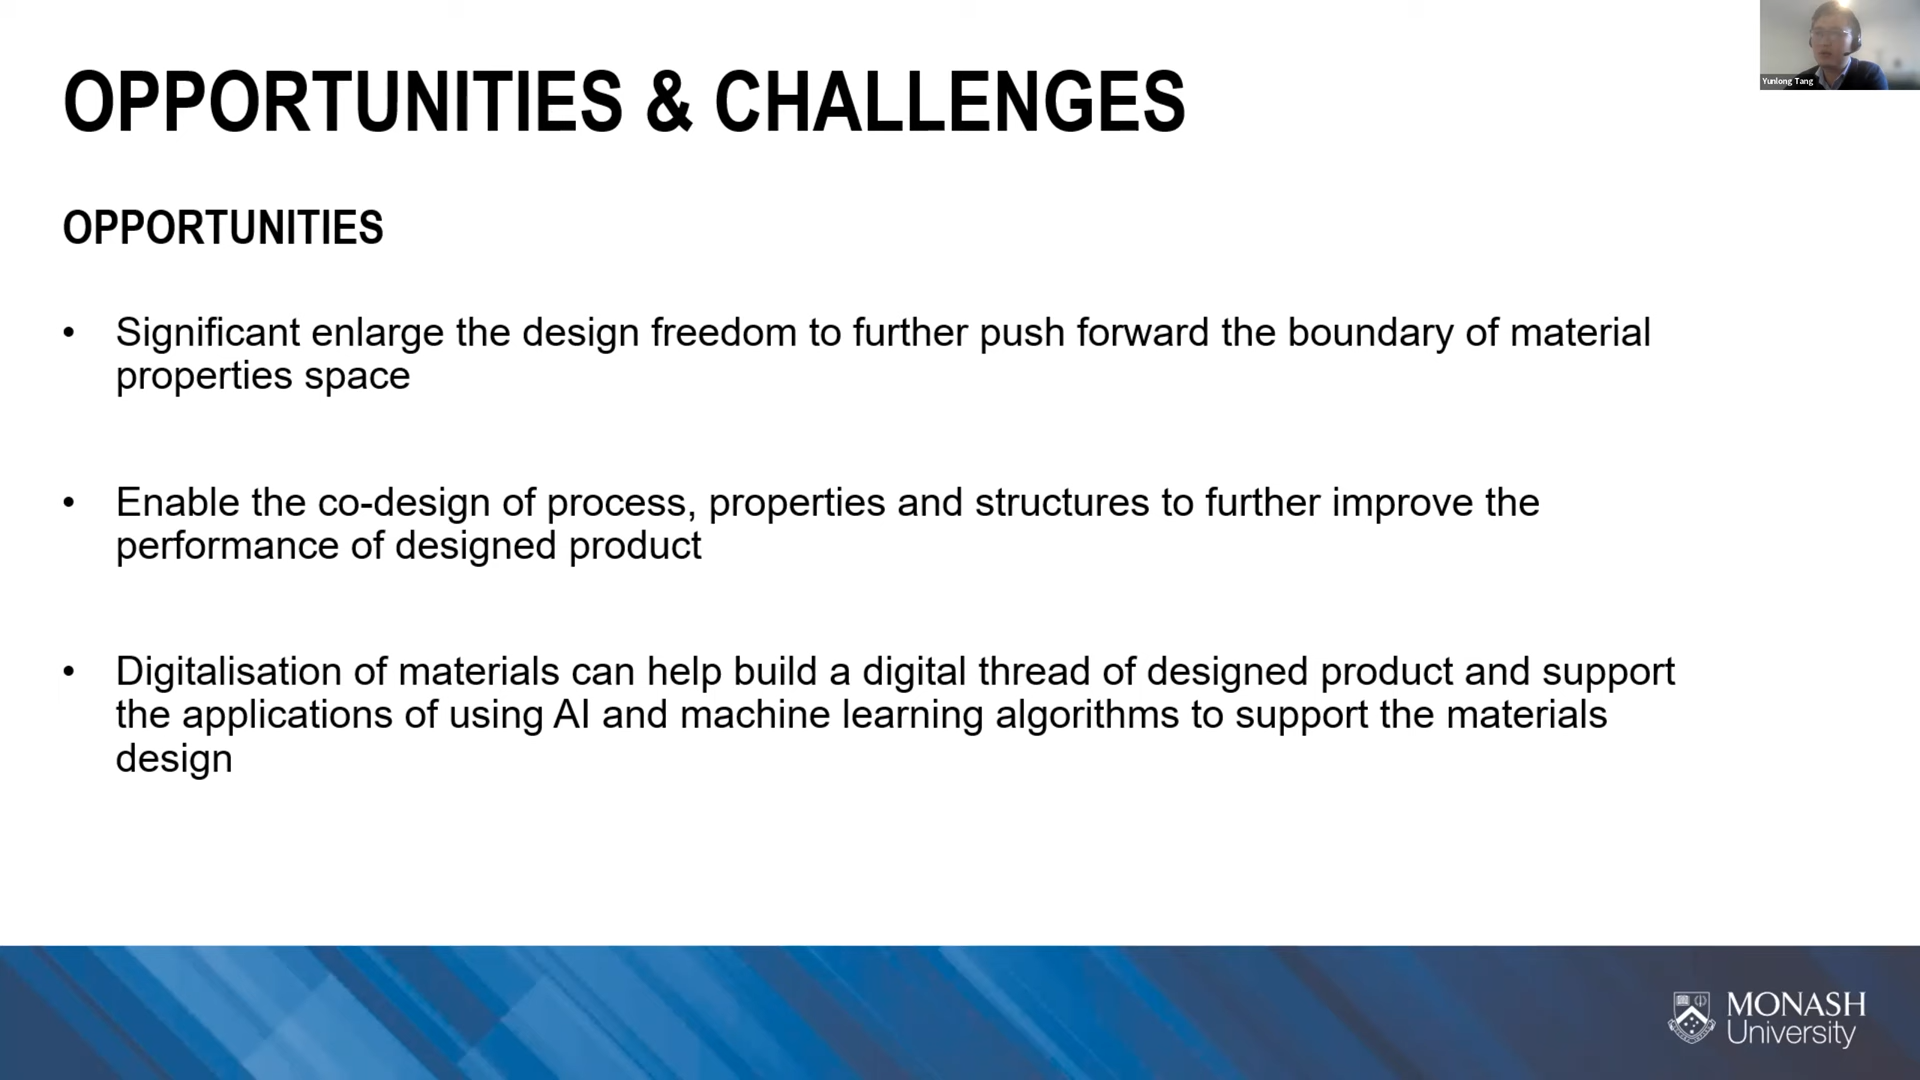 OPPORTUNITIES & CHALLENGES
Yunlong Tang
OPPORTUNITIES
• Significant enlarge the design freedom to further push forward the boundary of material
properties space
• Enable the co-design of process, properties and structures to further improve the
performance of designed product
• Digitalisation of materials can help build a digital thread of designed product and support
the applications of using AI and machine learning algorithms to support the materials
design
MONASH
University